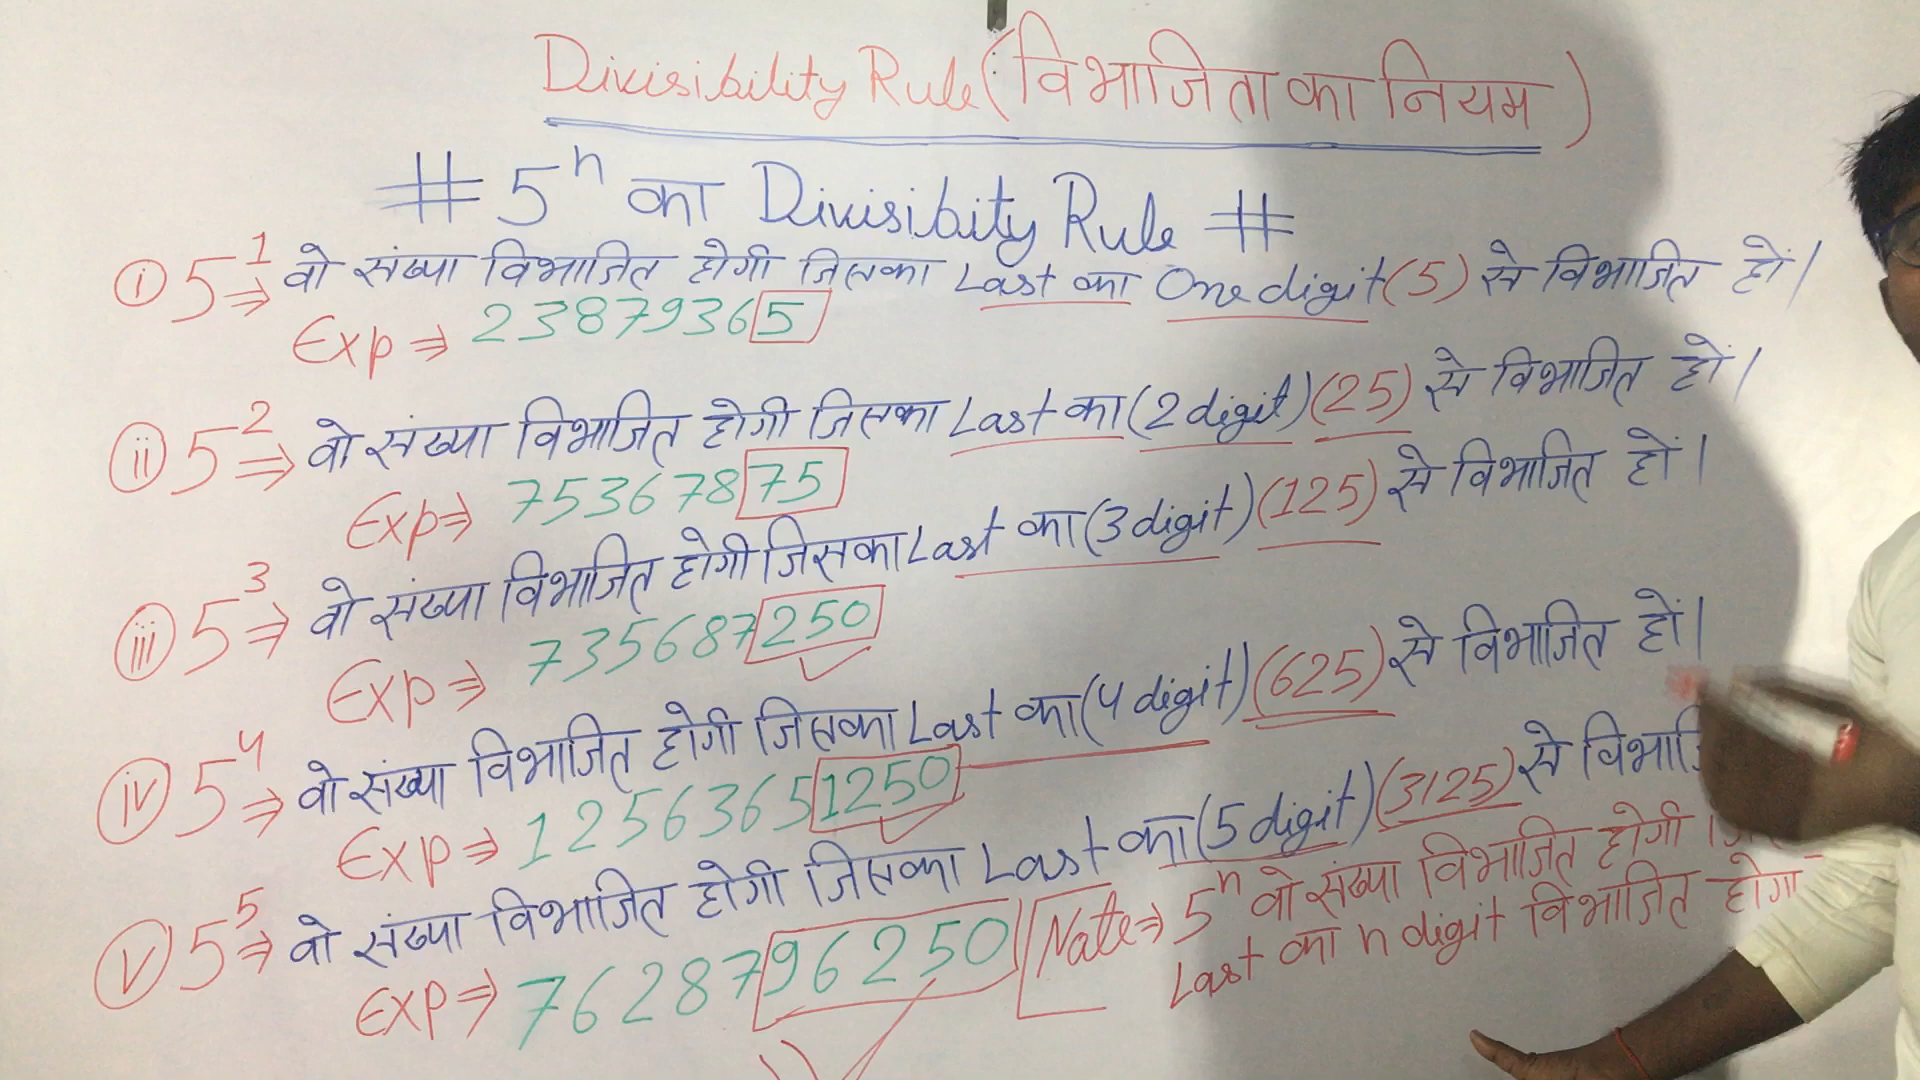 Divisibility Rule (विभाजिता का नियम)
# 5ⁿ का Divisibity Rule #
(i) 5¹ ⇒ वो संख्या विभाजित होगी जिसका Last का One digit (5) से विभाजित हों।
Exp ⇒ 23879365
(ii) 5² ⇒ वो संख्या विभाजित होगी जिसका Last का (2 digit) (25) से विभाजित हों।
Exp ⇒ 75367875
(iii) 5³ ⇒ वो संख्या विभाजित होगी जिसका Last का (3 digit) (125) से विभाजित हों।
Exp ⇒ 735687250
(iv) 5⁴ ⇒ वो संख्या विभाजित होगी जिसका Last का (4 digit) (625) से विभाजित हों।
Exp ⇒ 12563651250
(v) 5⁵ ⇒ वो संख्या विभाजित होगी जिसका Last का (5 digit) (3125) से
Exp ⇒ 7628796250
Note ⇒ 5ⁿ वो संख्या विभाजित होगी
Last का n digit विभाजित होगा